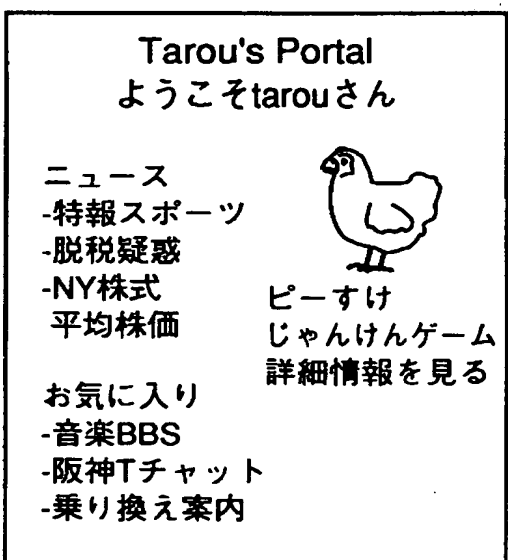 Tarou's Portal
ようこそtarouさん
ニュース
-特報スポーツ
-脱税疑惑
-NY株式
平均株価
お気に入り
-音楽BBS
-阪神Tチャット
-乗り換え案内
ピーすけ
じゃんけんゲーム
詳細情報を見る